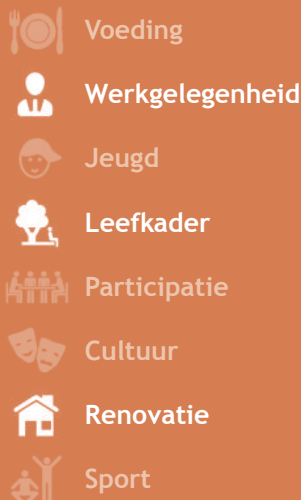 Voeding
Werkgelegenheid
Jeugd
Leefkader
Participatie
Cultuur
Renovatie
Sport